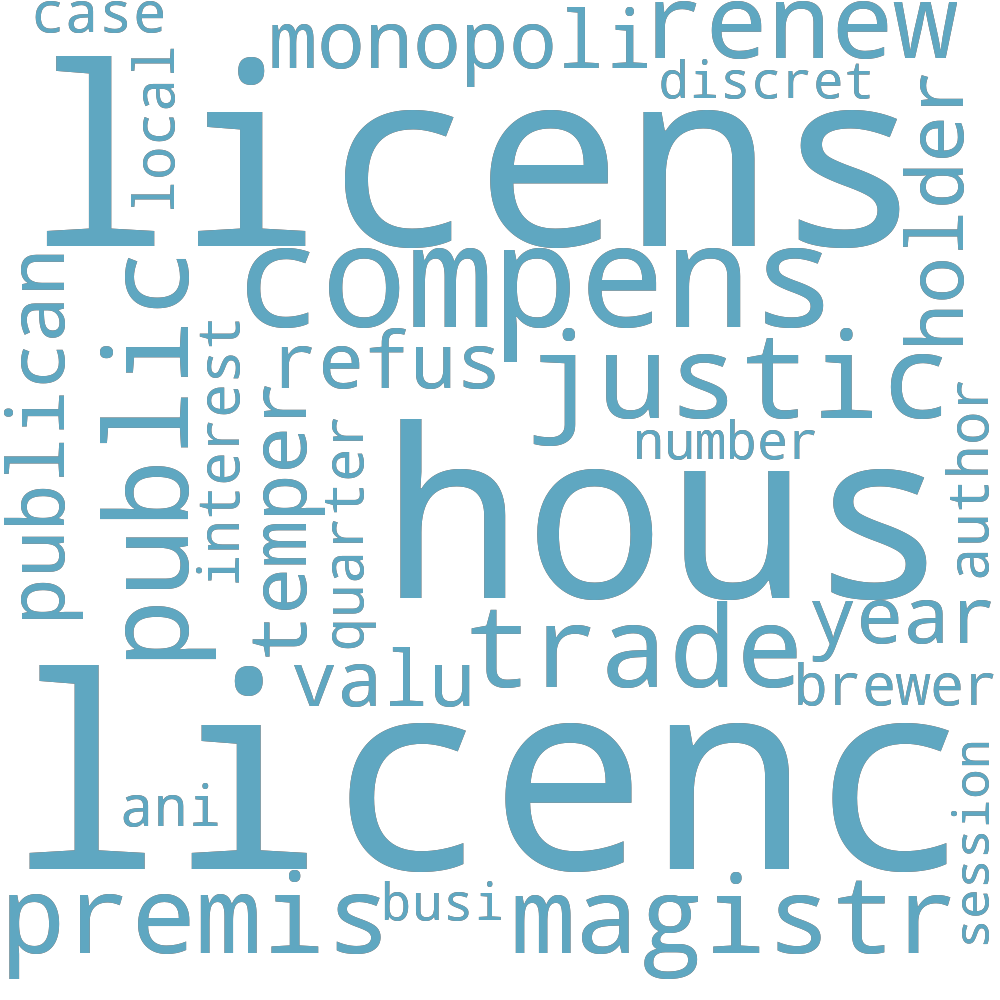 case
monopoli
renew
discret
local
licens
holder
compens
publican
public
interest
refus
justic
temper
quarter
number
author
hous
year
trade
valu
brewer
licenc
ani
session
premis
busi
magistr